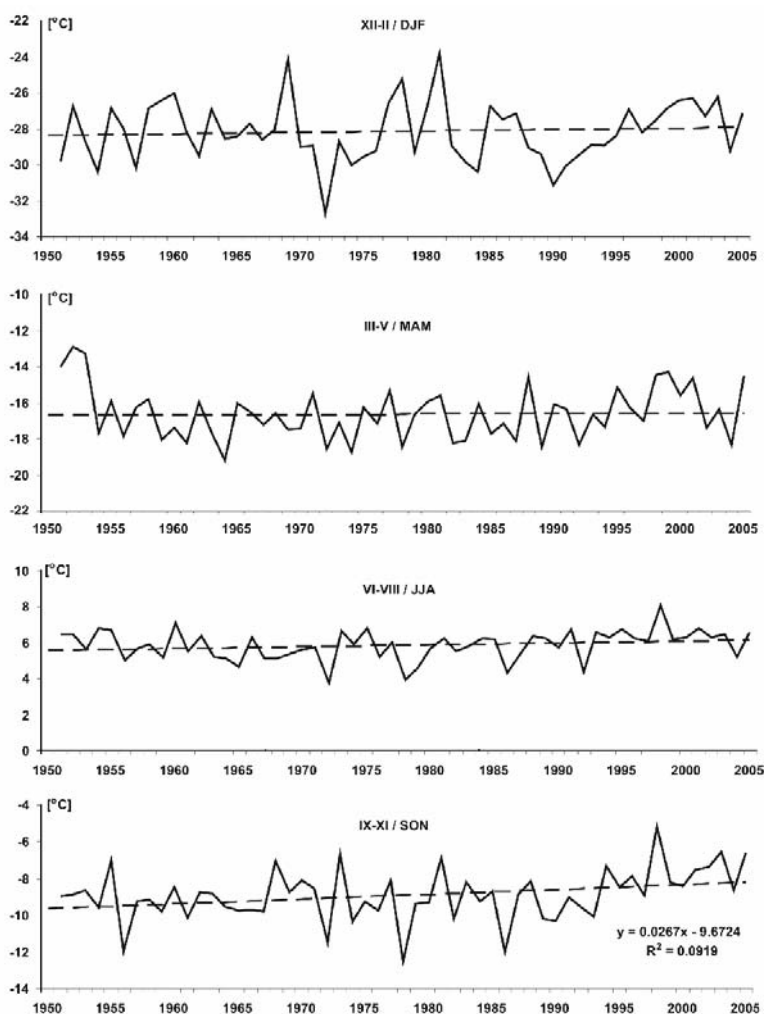 -22 [°C] XII-II / DJF
-24
-26
-28
-30
-32
-34
1950 1955 1960 1965 1970 1975 1980 1985 1990 1995 2000 2005
-10 [°C]
-12 III-V / MAM
-14
-16
-18
-20
-22
1950 1955 1960 1965 1970 1975 1980 1985 1990 1995 2000 2005
10 [°C]
VI-VIII / JJA
8
6
4
2
0
1950 1955 1960 1965 1970 1975 1980 1985 1990 1995 2000 2005
-4 [°C]
IX-XI / SON
-6
-8
-10
y = 0.0267x - 9.6724
-12 R² = 0.0919
-14
1950 1955 1960 1965 1970 1975 1980 1985 1990 1995 2000 2005